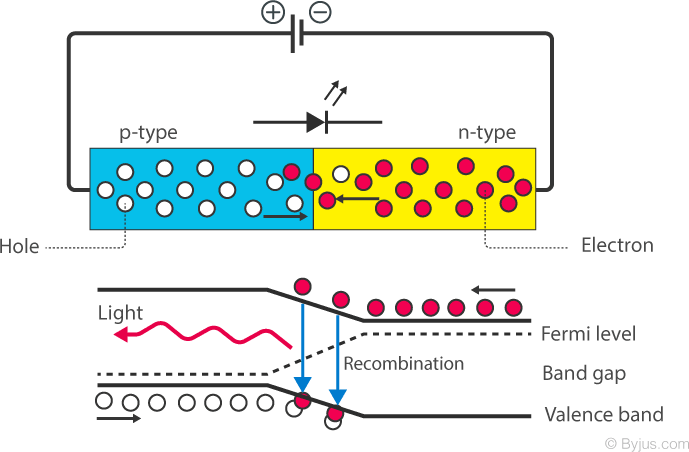 + −
p-type
n-type
Hole
Electron
Light
Fermi level
Recombination
Band gap
Valence band
© Byjus.com